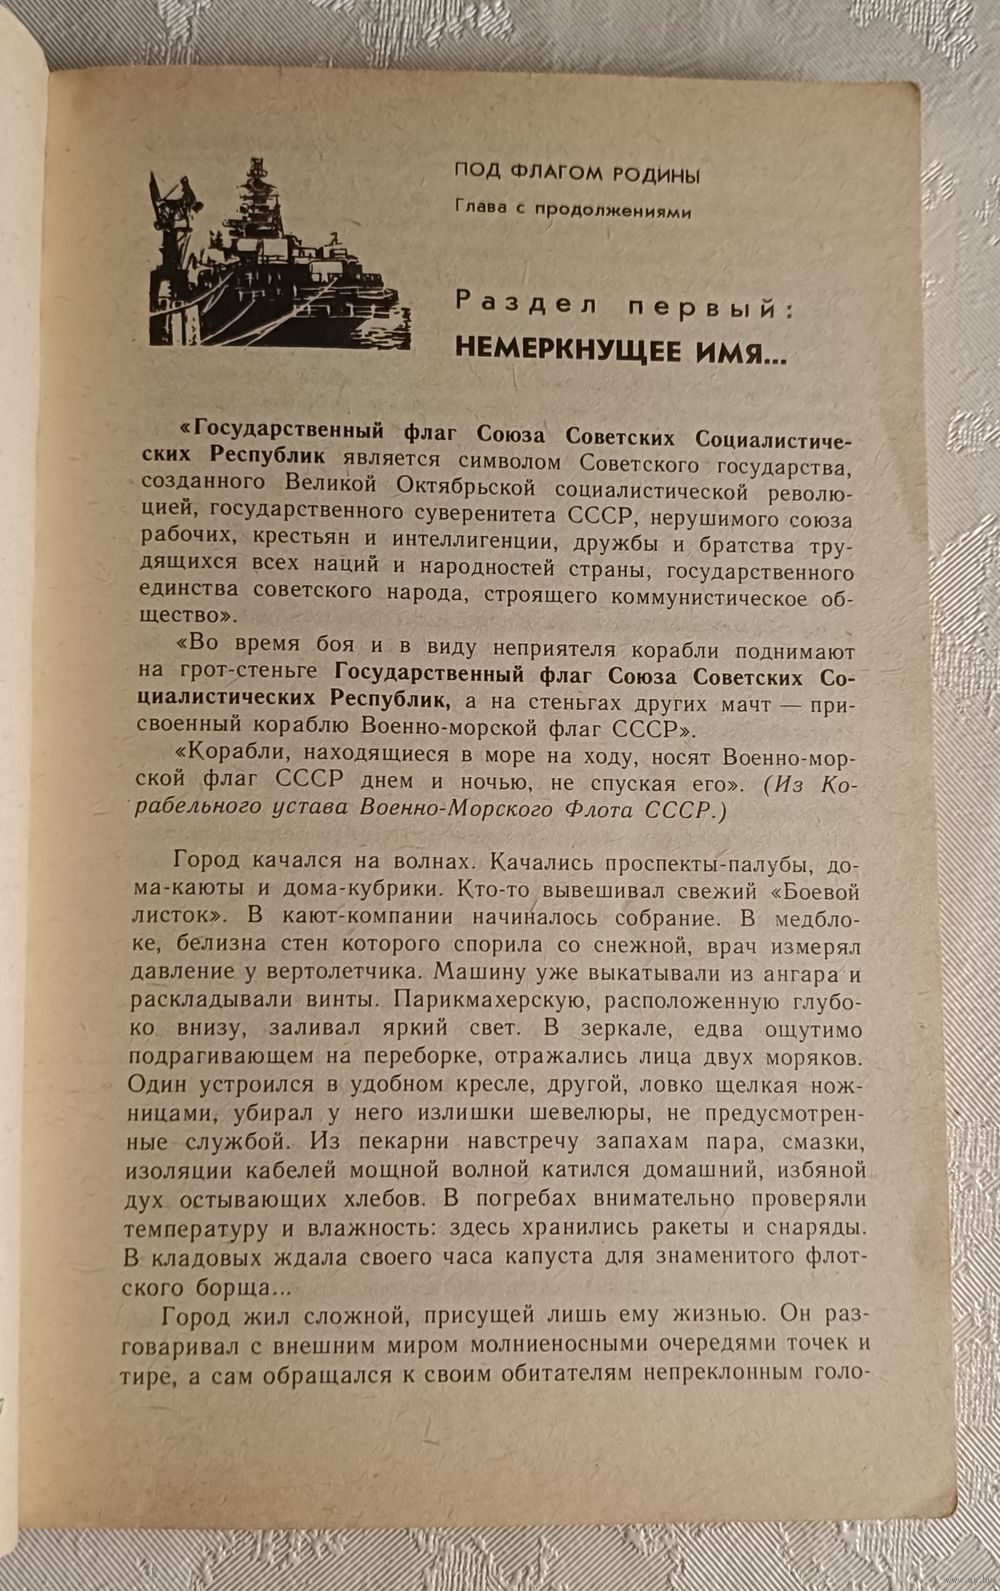 ПОД ФЛАГОМ РОДИНЫ
Глава с продолжениями
Раздел первый:
НЕМЕРКНУЩЕЕ ИМЯ...
«Государственный флаг Союза Советских Социалистиче-
ских Республик является символом Советского государства,
созданного Великой Октябрьской социалистической револю-
цией, государственного суверенитета СССР, нерушимого союза
рабочих, крестьян и интеллигенции, дружбы и братства тру-
дящихся всех наций и народностей страны, государственного
единства советского народа, строящего коммунистическое об-
щество».
«Во время боя и в виду неприятеля корабли поднимают
на грот-стеньге Государственный флаг Союза Советских Со-
циалистических Республик, а на стеньгах других мачт — при-
своенный кораблю Военно-морской флаг СССР».
«Корабли, находящиеся в море на ходу, носят Военно-мор-
ской флаг СССР днем и ночью, не спуская его». (Из Ко-
рабельного устава Военно-Морского Флота СССР.)
Город качался на волнах. Качались проспекты-палубы, до-
ма-каюты и дома-кубрики. Кто-то вывешивал свежий «Боевой
листок». В кают-компании начиналось собрание. В медбло-
ке, белизна стен которого спорила со снежной, врач измерял
давление у вертолетчика. Машину уже выкатывали из ангара и
раскладывали винты. Парикмахерскую, расположенную глубо-
ко внизу, заливал яркий свет. В зеркале, едва ощутимо
подрагивающем на переборке, отражались лица двух моряков.
Один устроился в удобном кресле, другой, ловко щелкая нож-
ницами, убирал у него излишки шевелюры, не предусмотрен-
ные службой. Из пекарни навстречу запахам пара, смазки,
изоляции кабелей мощной волной катился домашний, избяной
дух остывающих хлебов. В погребах внимательно проверяли
температуру и влажность: здесь хранились ракеты и снаряды.
В кладовых ждала своего часа капуста для знаменитого флот-
ского борща...
Город жил сложной, присущей лишь ему жизнью. Он раз-
говаривал с внешним миром молниеносными очередями точек и
тире, а сам обращался к своим обитателям непреклонным голо-
www.ay.by